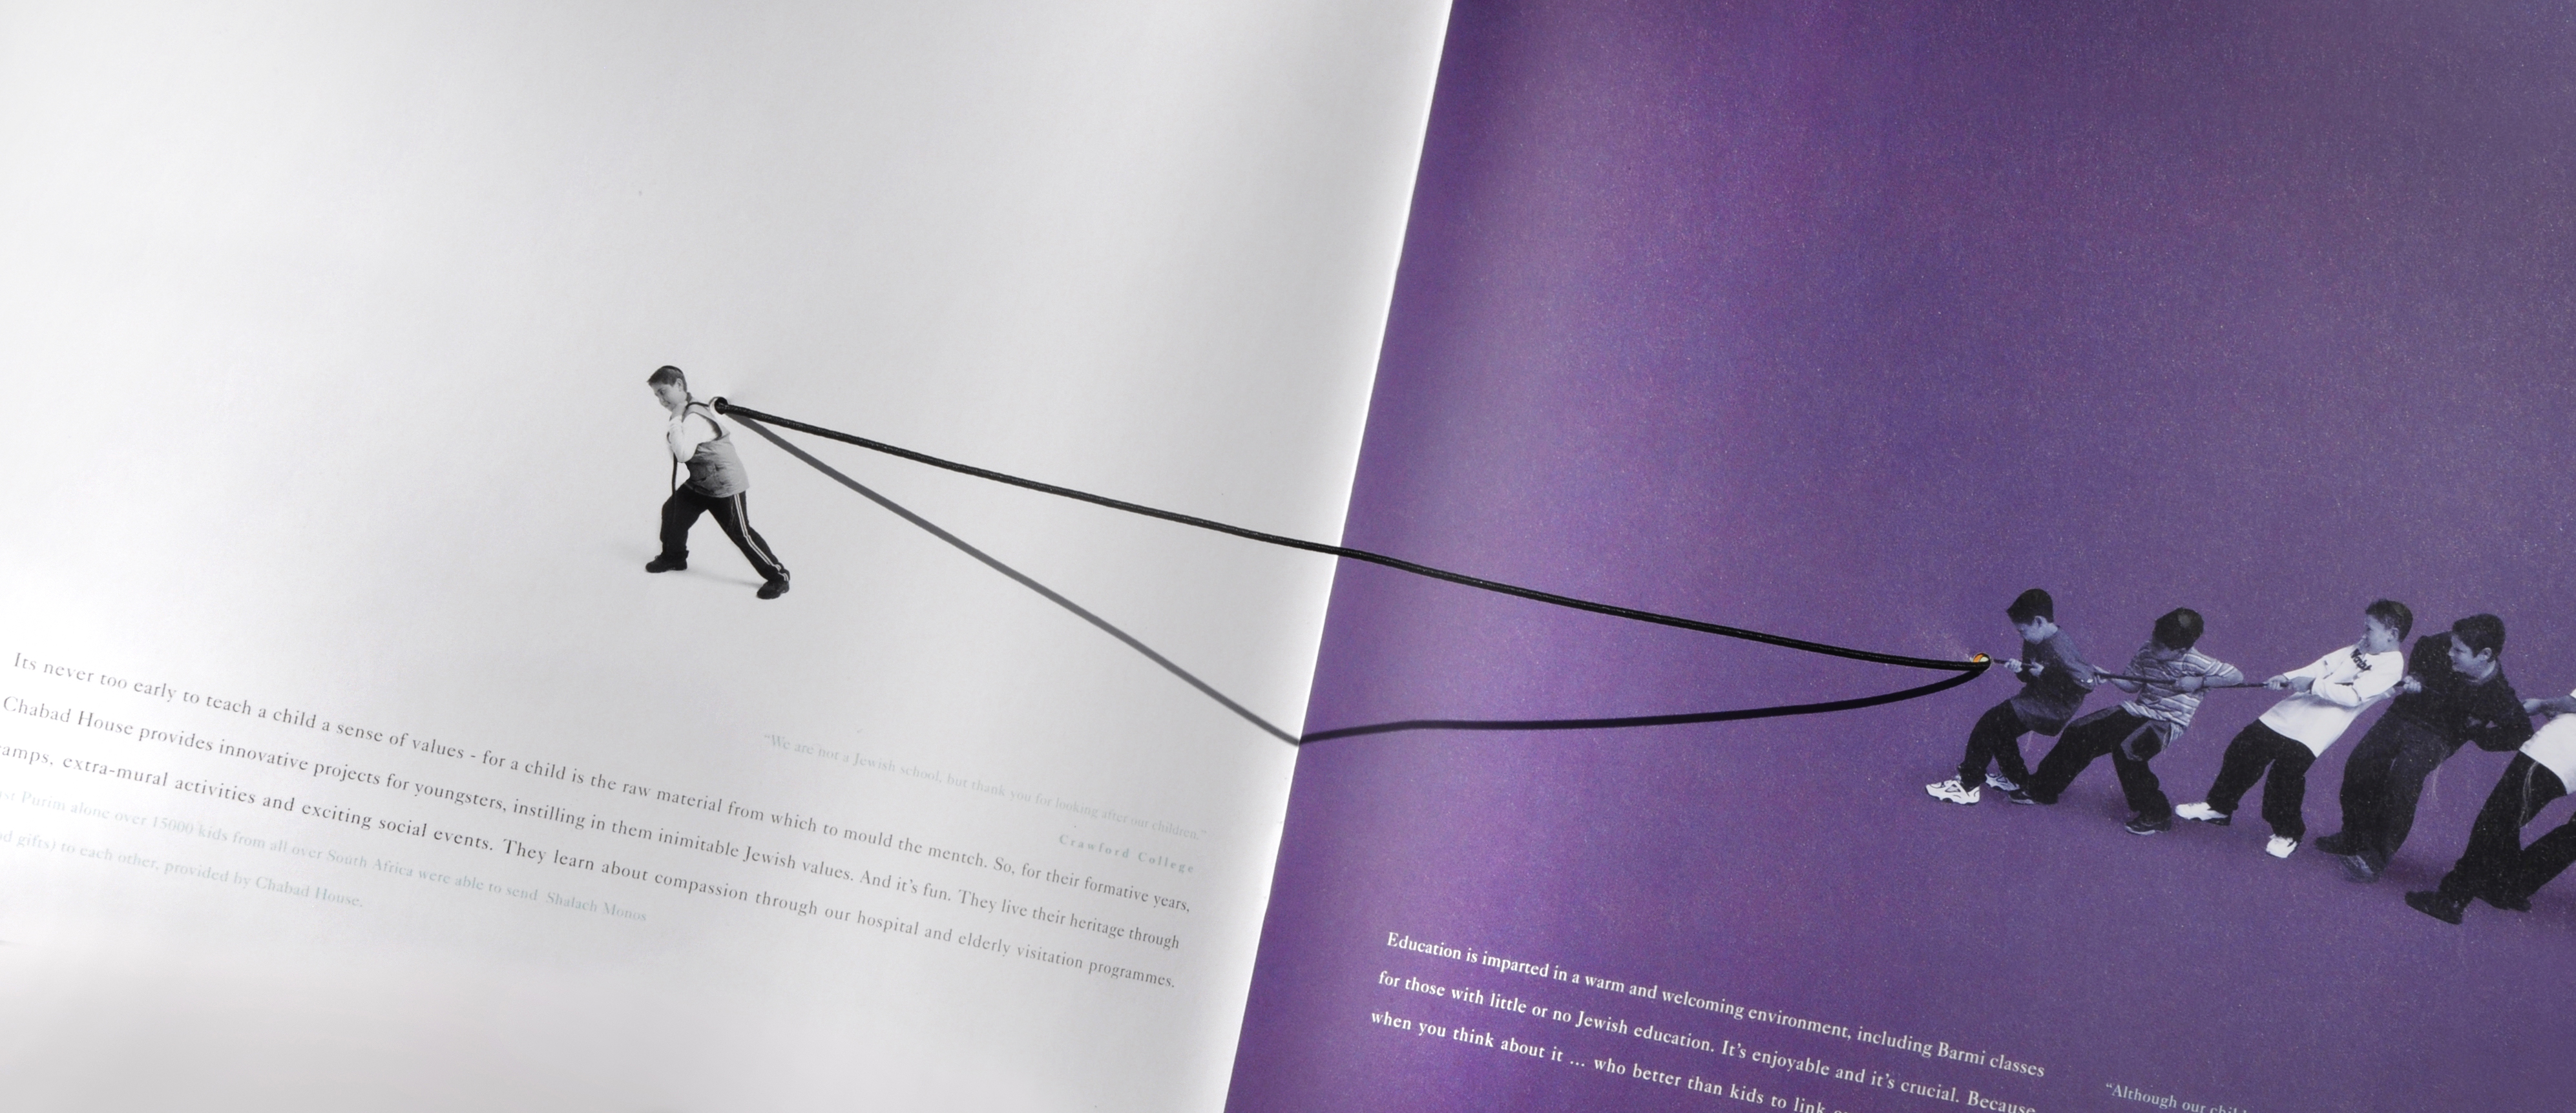 Its never too early to teach a child a sense of values - for a child is the raw material from which to mould the mentch. So, for their formative years,
Chabad House provides innovative projects for youngsters, instilling in them inimitable Jewish values. And it's fun. They live their heritage through
amps, extra-mural activities and exciting social events. They learn about compassion through our hospital and elderly visitation programmes.
st Purim alone over 15000 kids from all over South Africa were able to send Shalach Monos
d gifts) to each other, provided by Chabad House.
“We are not a Jewish school, but thank you for looking after our children.”
Crawford College
Education is imparted in a warm and welcoming environment, including Barmi classes
for those with little or no Jewish education. It's enjoyable and it's crucial. Because
when you think about it ... who better than kids to link
“Although our